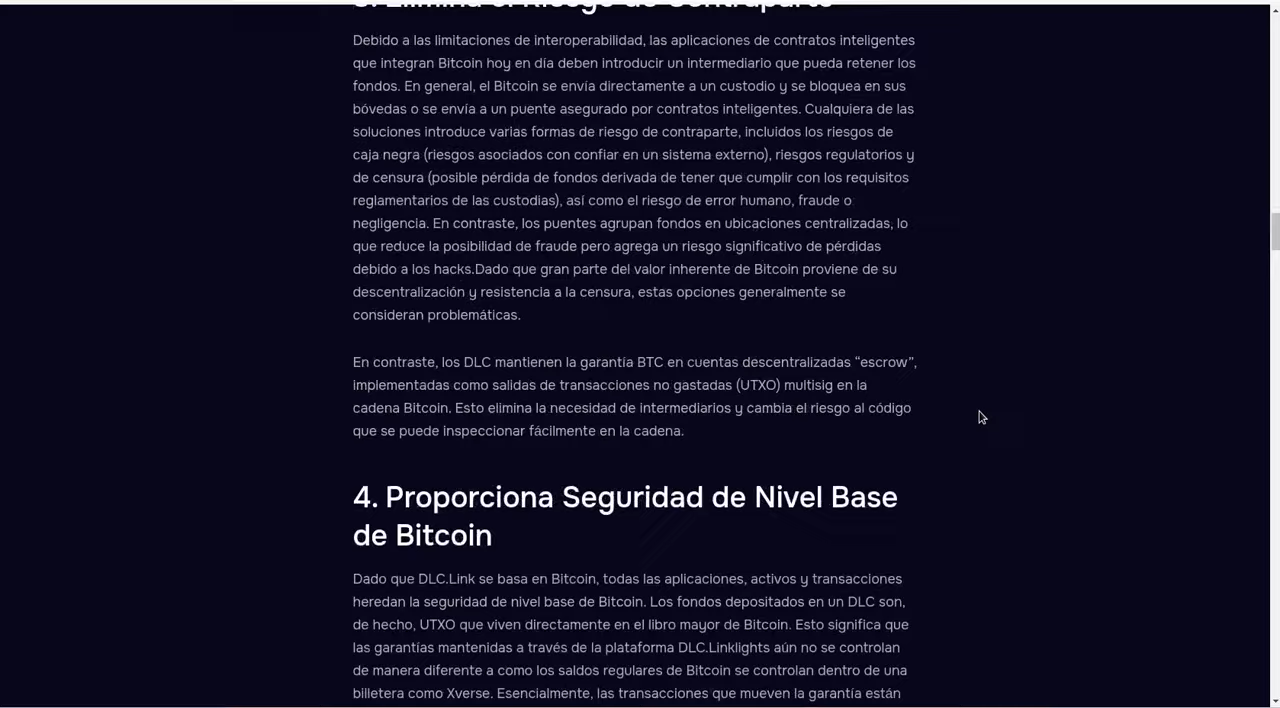 3. Elimina el Riesgo de Contraparte
Debido a las limitaciones de interoperabilidad, las aplicaciones de contratos inteligentes
que integran Bitcoin hoy en día deben introducir un intermediario que pueda retener los
fondos. En general, el Bitcoin se envía directamente a un custodio y se bloquea en sus
bóvedas o se envía a un puente asegurado por contratos inteligentes. Cualquiera de las
soluciones introduce varias formas de riesgo de contraparte, incluidos los riesgos de
caja negra (riesgos asociados con confiar en un sistema externo), riesgos regulatorios y
de censura (posible pérdida de fondos derivada de tener que cumplir con los requisitos
reglamentarios de las custodias), así como el riesgo de error humano, fraude o
negligencia. En contraste, los puentes agrupan fondos en ubicaciones centralizadas, lo
que reduce la posibilidad de fraude pero agrega un riesgo significativo de pérdidas
debido a los hacks.Dado que gran parte del valor inherente de Bitcoin proviene de su
descentralización y resistencia a la censura, estas opciones generalmente se
consideran problemáticas.
En contraste, los DLC mantienen la garantía BTC en cuentas descentralizadas “escrow”,
implementadas como salidas de transacciones no gastadas (UTXO) multisig en la
cadena Bitcoin. Esto elimina la necesidad de intermediarios y cambia el riesgo al código
que se puede inspeccionar fácilmente en la cadena.
4. Proporciona Seguridad de Nivel Base
de Bitcoin
Dado que DLC.Link se basa en Bitcoin, todas las aplicaciones, activos y transacciones
heredan la seguridad de nivel base de Bitcoin. Los fondos depositados en un DLC son,
de hecho, UTXO que viven directamente en el libro mayor de Bitcoin. Esto significa que
las garantías mantenidas a través de la plataforma DLC.Linklights aún no se controlan
de manera diferente a como los saldos regulares de Bitcoin se controlan dentro de una
billetera como Xverse. Esencialmente, las transacciones que mueven la garantía están